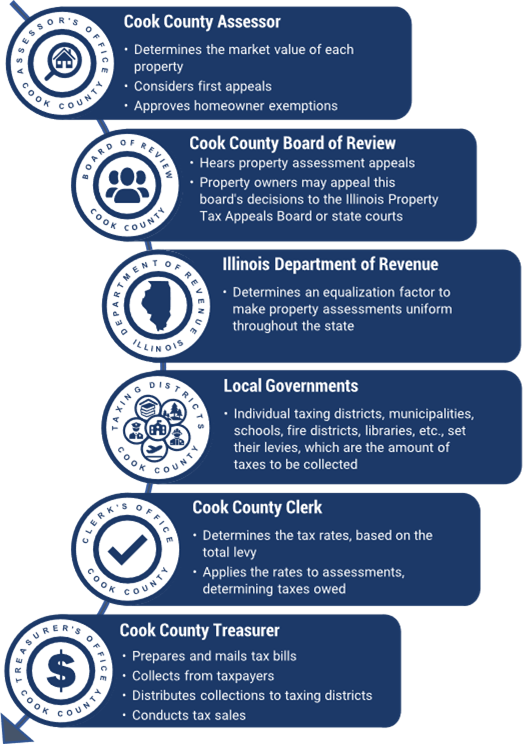 ASSESSOR'S OFFICE
COOK COUNTY
Cook County Assessor
• Determines the market value of each
property
• Considers first appeals
• Approves homeowner exemptions
BOARD OF REVIEW
COOK COUNTY
Cook County Board of Review
• Hears property assessment appeals
• Property owners may appeal this
board's decisions to the Illinois Property
Tax Appeals Board or state courts
DEPARTMENT OF REVENUE
ILLINOIS
Illinois Department of Revenue
• Determines an equalization factor to
make property assessments uniform
throughout the state
TAXING DISTRICTS
COOK COUNTY
Local Governments
• Individual taxing districts, municipalities,
schools, fire districts, libraries, etc., set
their levies, which are the amount of
taxes to be collected
CLERK'S OFFICE
COOK COUNTY
Cook County Clerk
• Determines the tax rates, based on the
total levy
• Applies the rates to assessments,
determining taxes owed
TREASURER'S OFFICE
COOK COUNTY
$
Cook County Treasurer
• Prepares and mails tax bills
• Collects from taxpayers
• Distributes collections to taxing districts
• Conducts tax sales